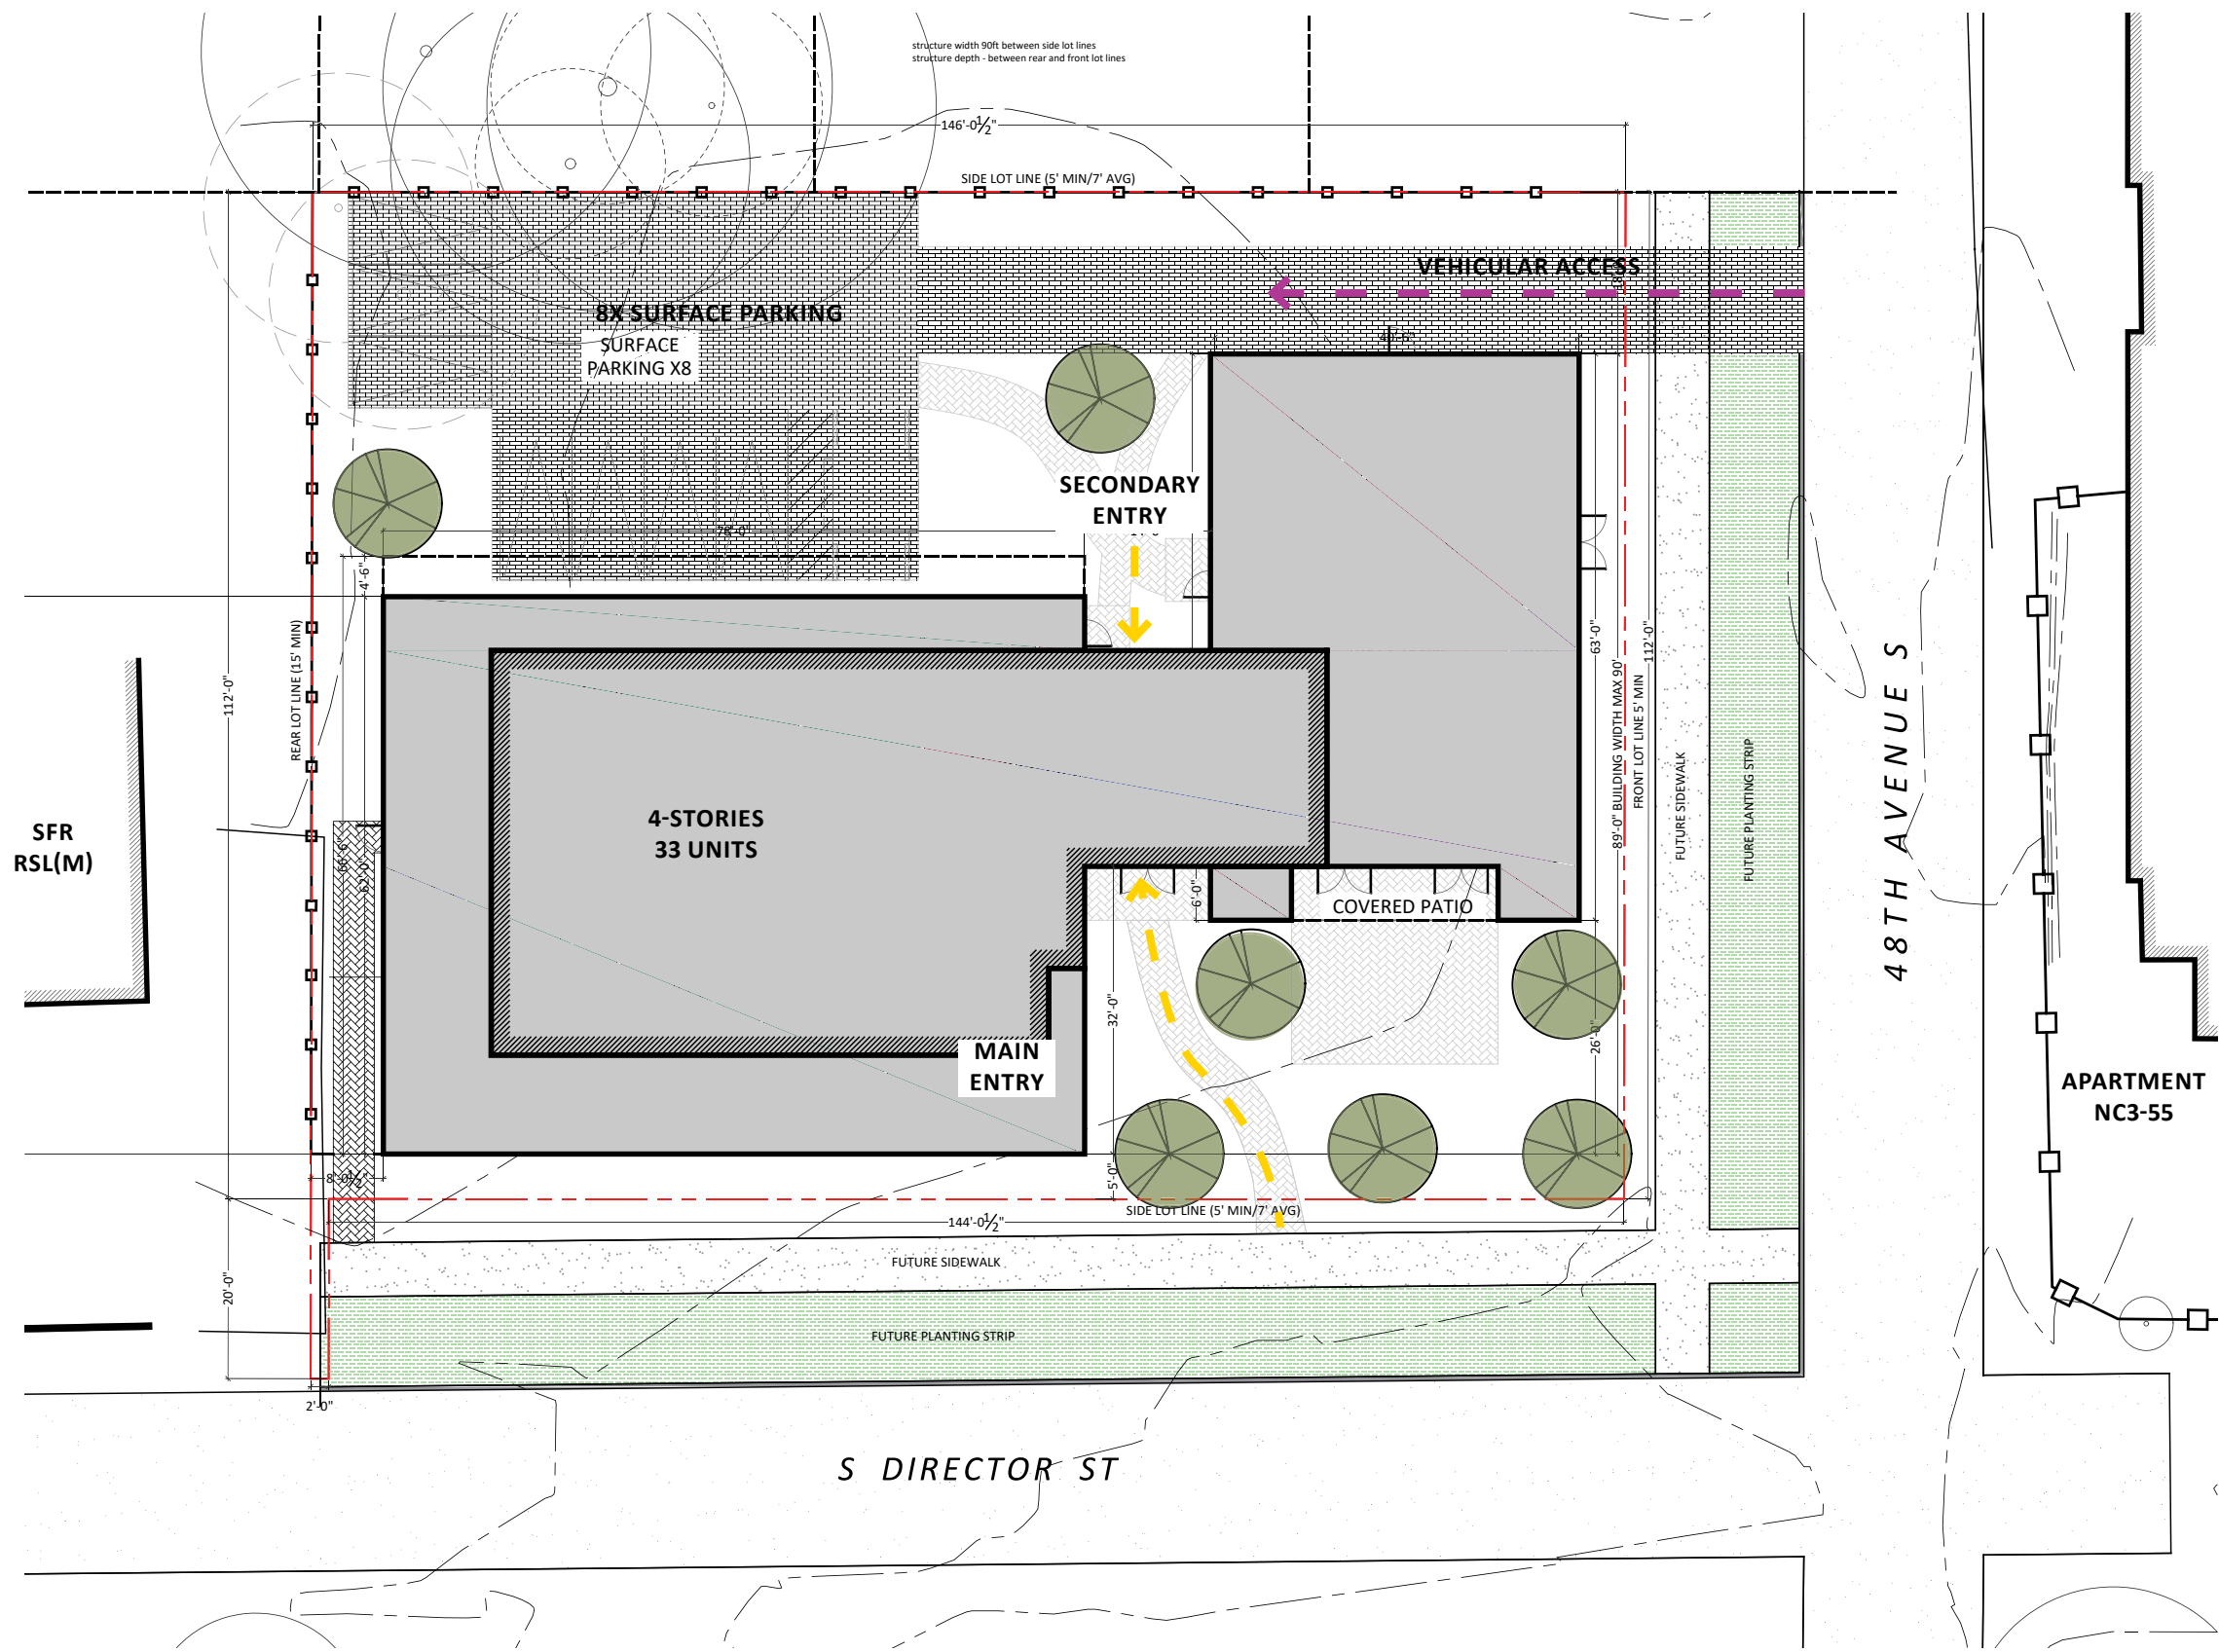 structure width 90ft between side lot lines
structure depth - between rear and front lot lines
146'-0½"
SIDE LOT LINE (5' MIN/7' AVG)
VEHICULAR ACCESS
8X SURFACE PARKING
SURFACE
PARKING X8
SECONDARY
ENTRY
4'-6"
REAR LOT LINE (15' MIN)
112'-0"
63'-0"
112'-0"
89'-0" BUILDING WIDTH MAX 90'
FRONT LOT LINE 5' MIN
FUTURE SIDEWALK
FUTURE PLANTING STRIP
48TH AVENUE S
4-STORIES
33 UNITS
SFR
RSL(M)
66'-6"
62'-0"
6'-0"
COVERED PATIO
32'-0"
26'-0"
MAIN
ENTRY
APARTMENT
NC3-55
8'-0½"
5'-0"
SIDE LOT LINE (5' MIN/7' AVG)
144'-0½"
FUTURE SIDEWALK
20'-0"
FUTURE PLANTING STRIP
2'-0"
S DIRECTOR ST